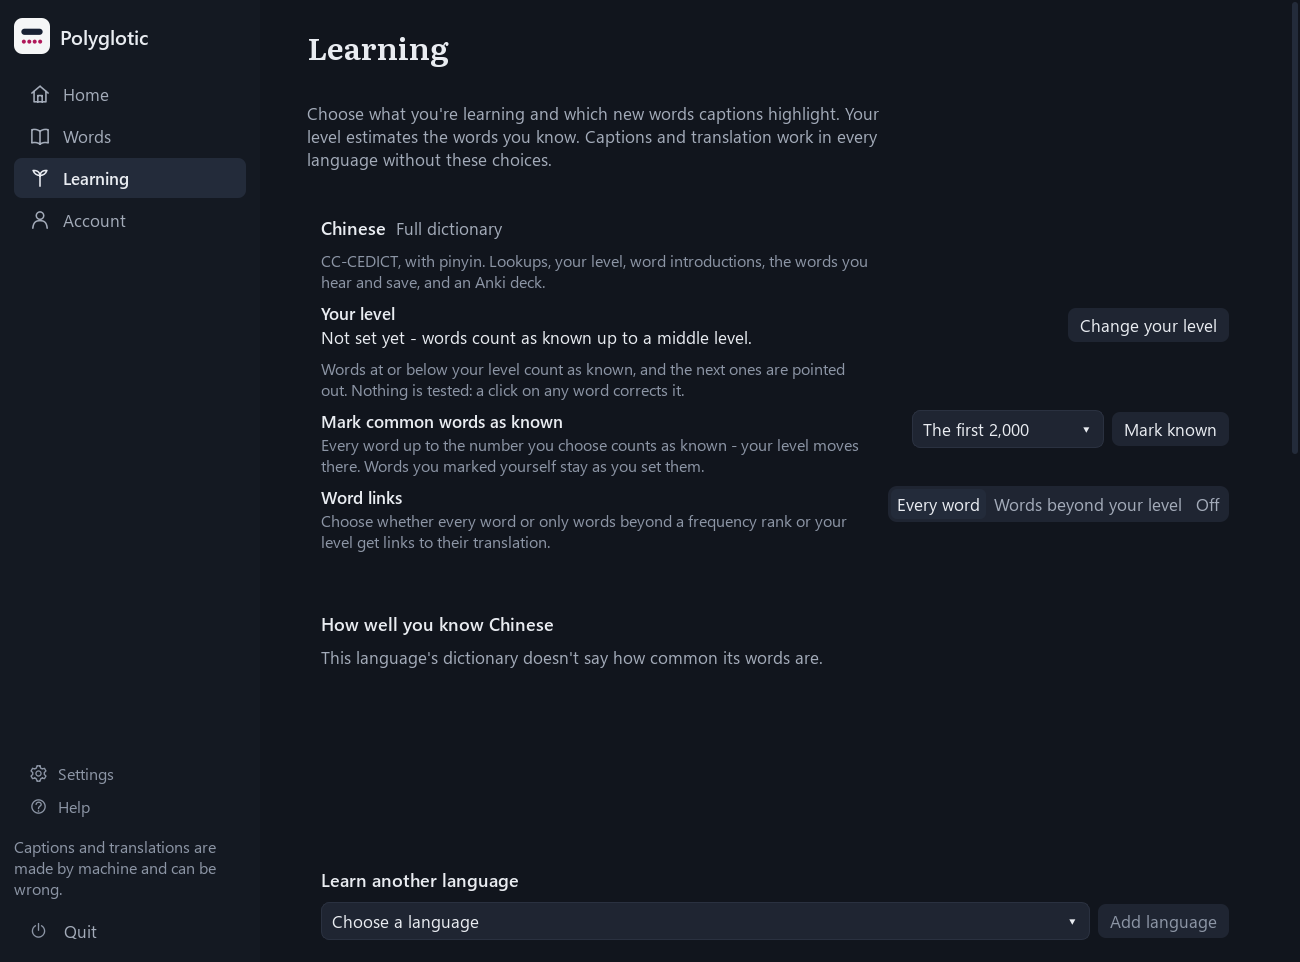 Polyglotic
Home
Words
Learning
Account
Settings
Help
Captions and translations are
made by machine and can be
wrong.
Quit
Learning
Choose what you're learning and which new words captions highlight. Your
level estimates the words you know. Captions and translation work in every
language without these choices.
Chinese Full dictionary
CC-CEDICT, with pinyin. Lookups, your level, word introductions, the words you
hear and save, and an Anki deck.
Your level
Not set yet - words count as known up to a middle level.
Change your level
Words at or below your level count as known, and the next ones are pointed
out. Nothing is tested: a click on any word corrects it.
Mark common words as known
Every word up to the number you choose counts as known - your level moves
there. Words you marked yourself stay as you set them.
The first 2,000
Mark known
Word links
Choose whether every word or only words beyond a frequency rank or your
level get links to their translation.
Every word Words beyond your level Off
How well you know Chinese
This language's dictionary doesn't say how common its words are.
Learn another language
Choose a language
Add language